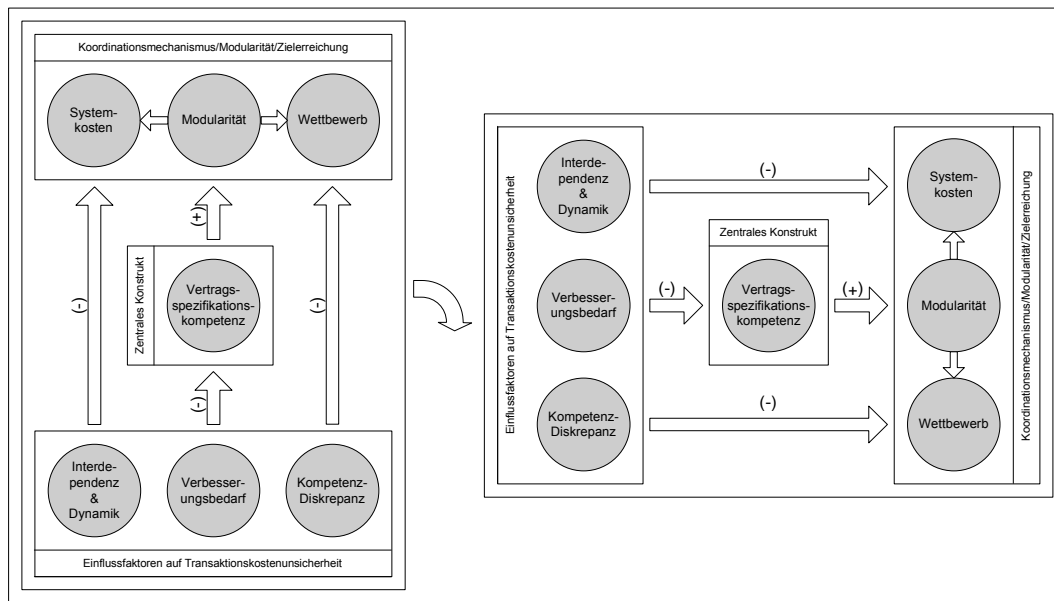 Koordinationsmechanismus/Modularität/Zielerreichung
System-
kosten
Modularität
Wettbewerb
(-)
(+)
(-)
Zentrales Konstrukt
Vertrags-
spezifikations-
kompetenz
(-)
Interde-
pendenz
&
Dynamik
Verbesser-
ungsbedarf
Kompetenz-
Diskrepanz
Einflussfaktoren auf Transaktionskostenunsicherheit
Einflussfaktoren auf Transaktionskostenunsicherheit
Interde-
pendenz
&
Dynamik
Verbesser-
ungsbedarf
Kompetenz-
Diskrepanz
(-)
(-)
(-)
Zentrales Konstrukt
Vertrags-
spezifikations-
kompetenz
(+)
System-
kosten
Modularität
Wettbewerb
Koordinationsmechanismus/Modularität/Zielerreichung